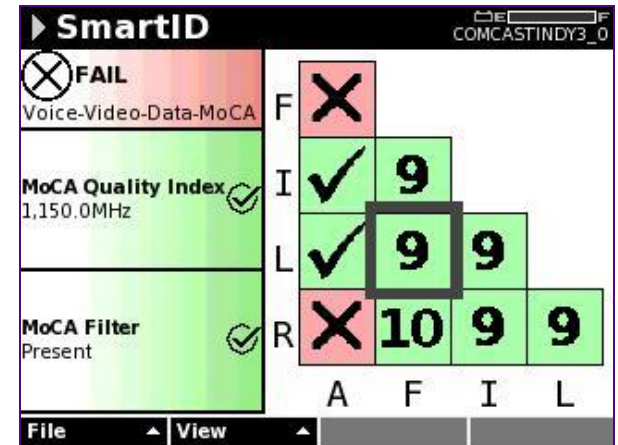 SmartID
E F
COMCASTINDY3_0
FAIL
Voice-Video-Data-MoCA
MoCA Quality Index
1,150.0MHz
MoCA Filter
Present
F
I 9
L 9 9
R 10 9 9
A F I L
File View